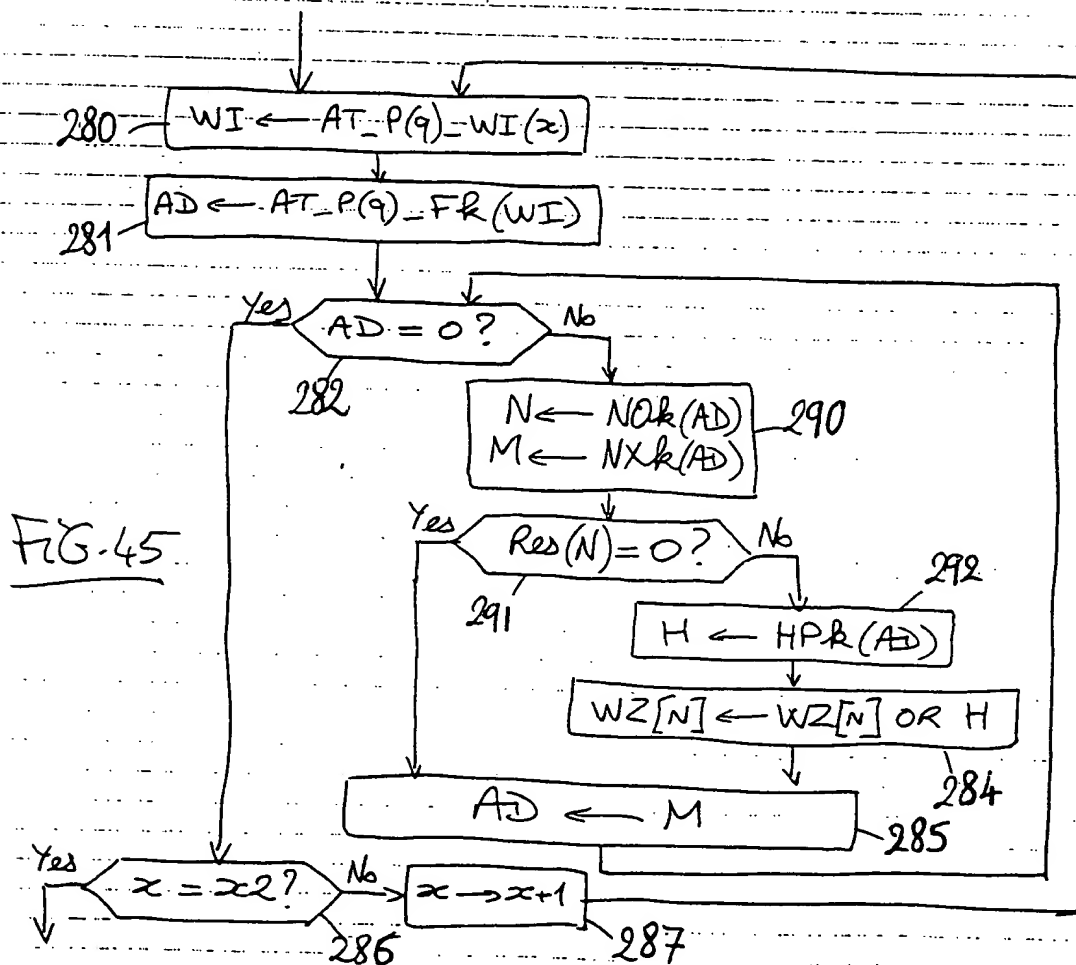 280
WI ← AT_P(q)_WI(x)
AD ← AT_P(q)_Fk(WI)
281
Yes
AD = 0 ?
No
282
N ← NOk(AD)
M ← NXk(AD)
290
FIG. 45
Yes
Res(N) = 0 ?
No
291
292
H ← HPk(AD)
WZ[N] ← WZ[N] OR H
284
AD ← M
285
Yes
x = x2 ?
No
x → x+1
286
287